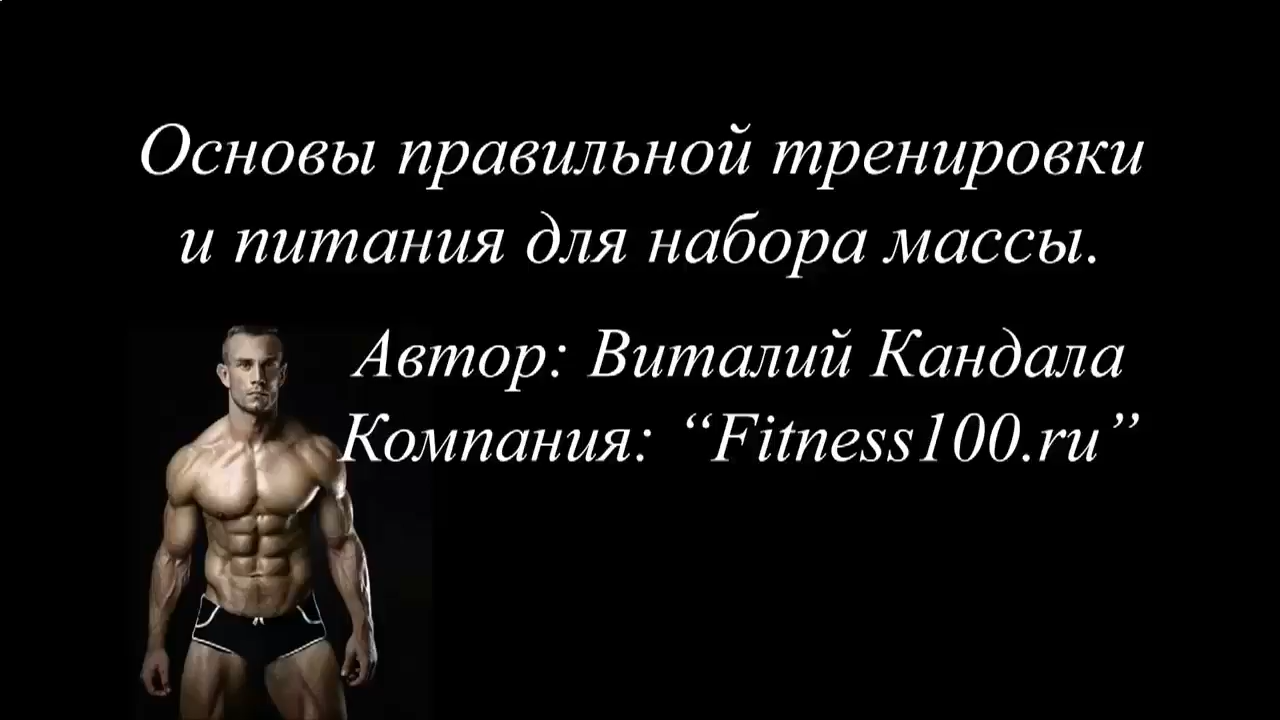 Основы правильной тренировки
и питания для набора массы.
Автор: Виталий Кандала
Компания: “Fitness100.ru”